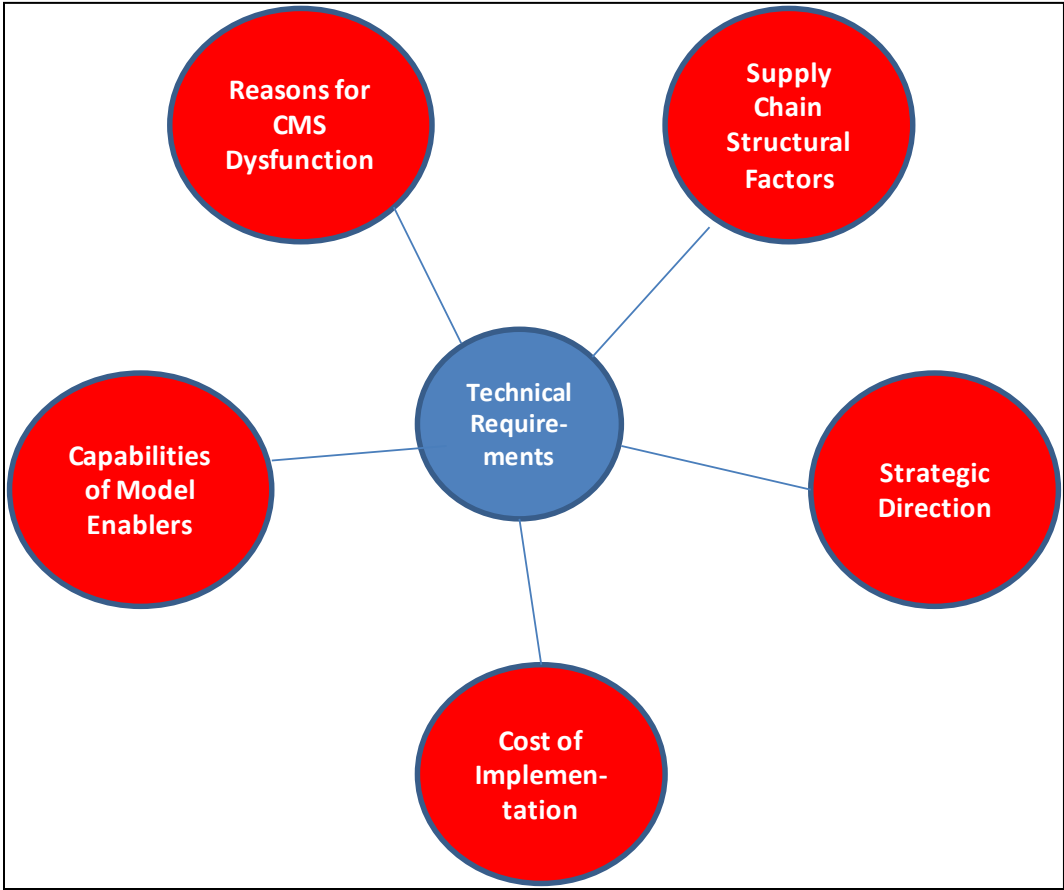 Reasons for
CMS
Dysfunction
Supply
Chain
Structural
Factors
Technical
Require-
ments
Capabilities
of Model
Enablers
Strategic
Direction
Cost of
Implemen-
tation